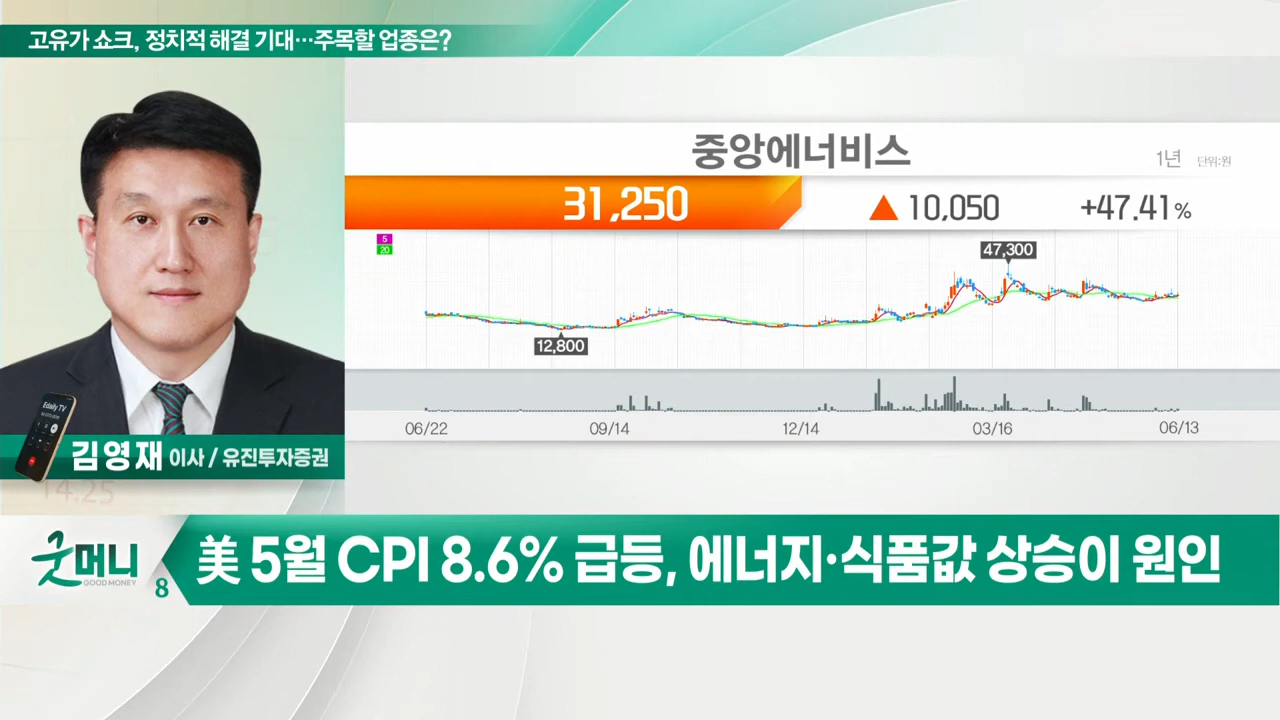 고유가 쇼크, 정치적 해결 기대…주목할 업종은?
중앙에너비스
1년 단위:원
31,250 ▲ 10,050 +47.41%
5
20
47,300
12,800
06/22 09/14 12/14 03/16 06/13
Edaily TV
김영재 이사 / 유진투자증권
14.25
굿머니
GOOD MONEY
8
美 5월 CPI 8.6% 급등, 에너지·식품값 상승이 원인